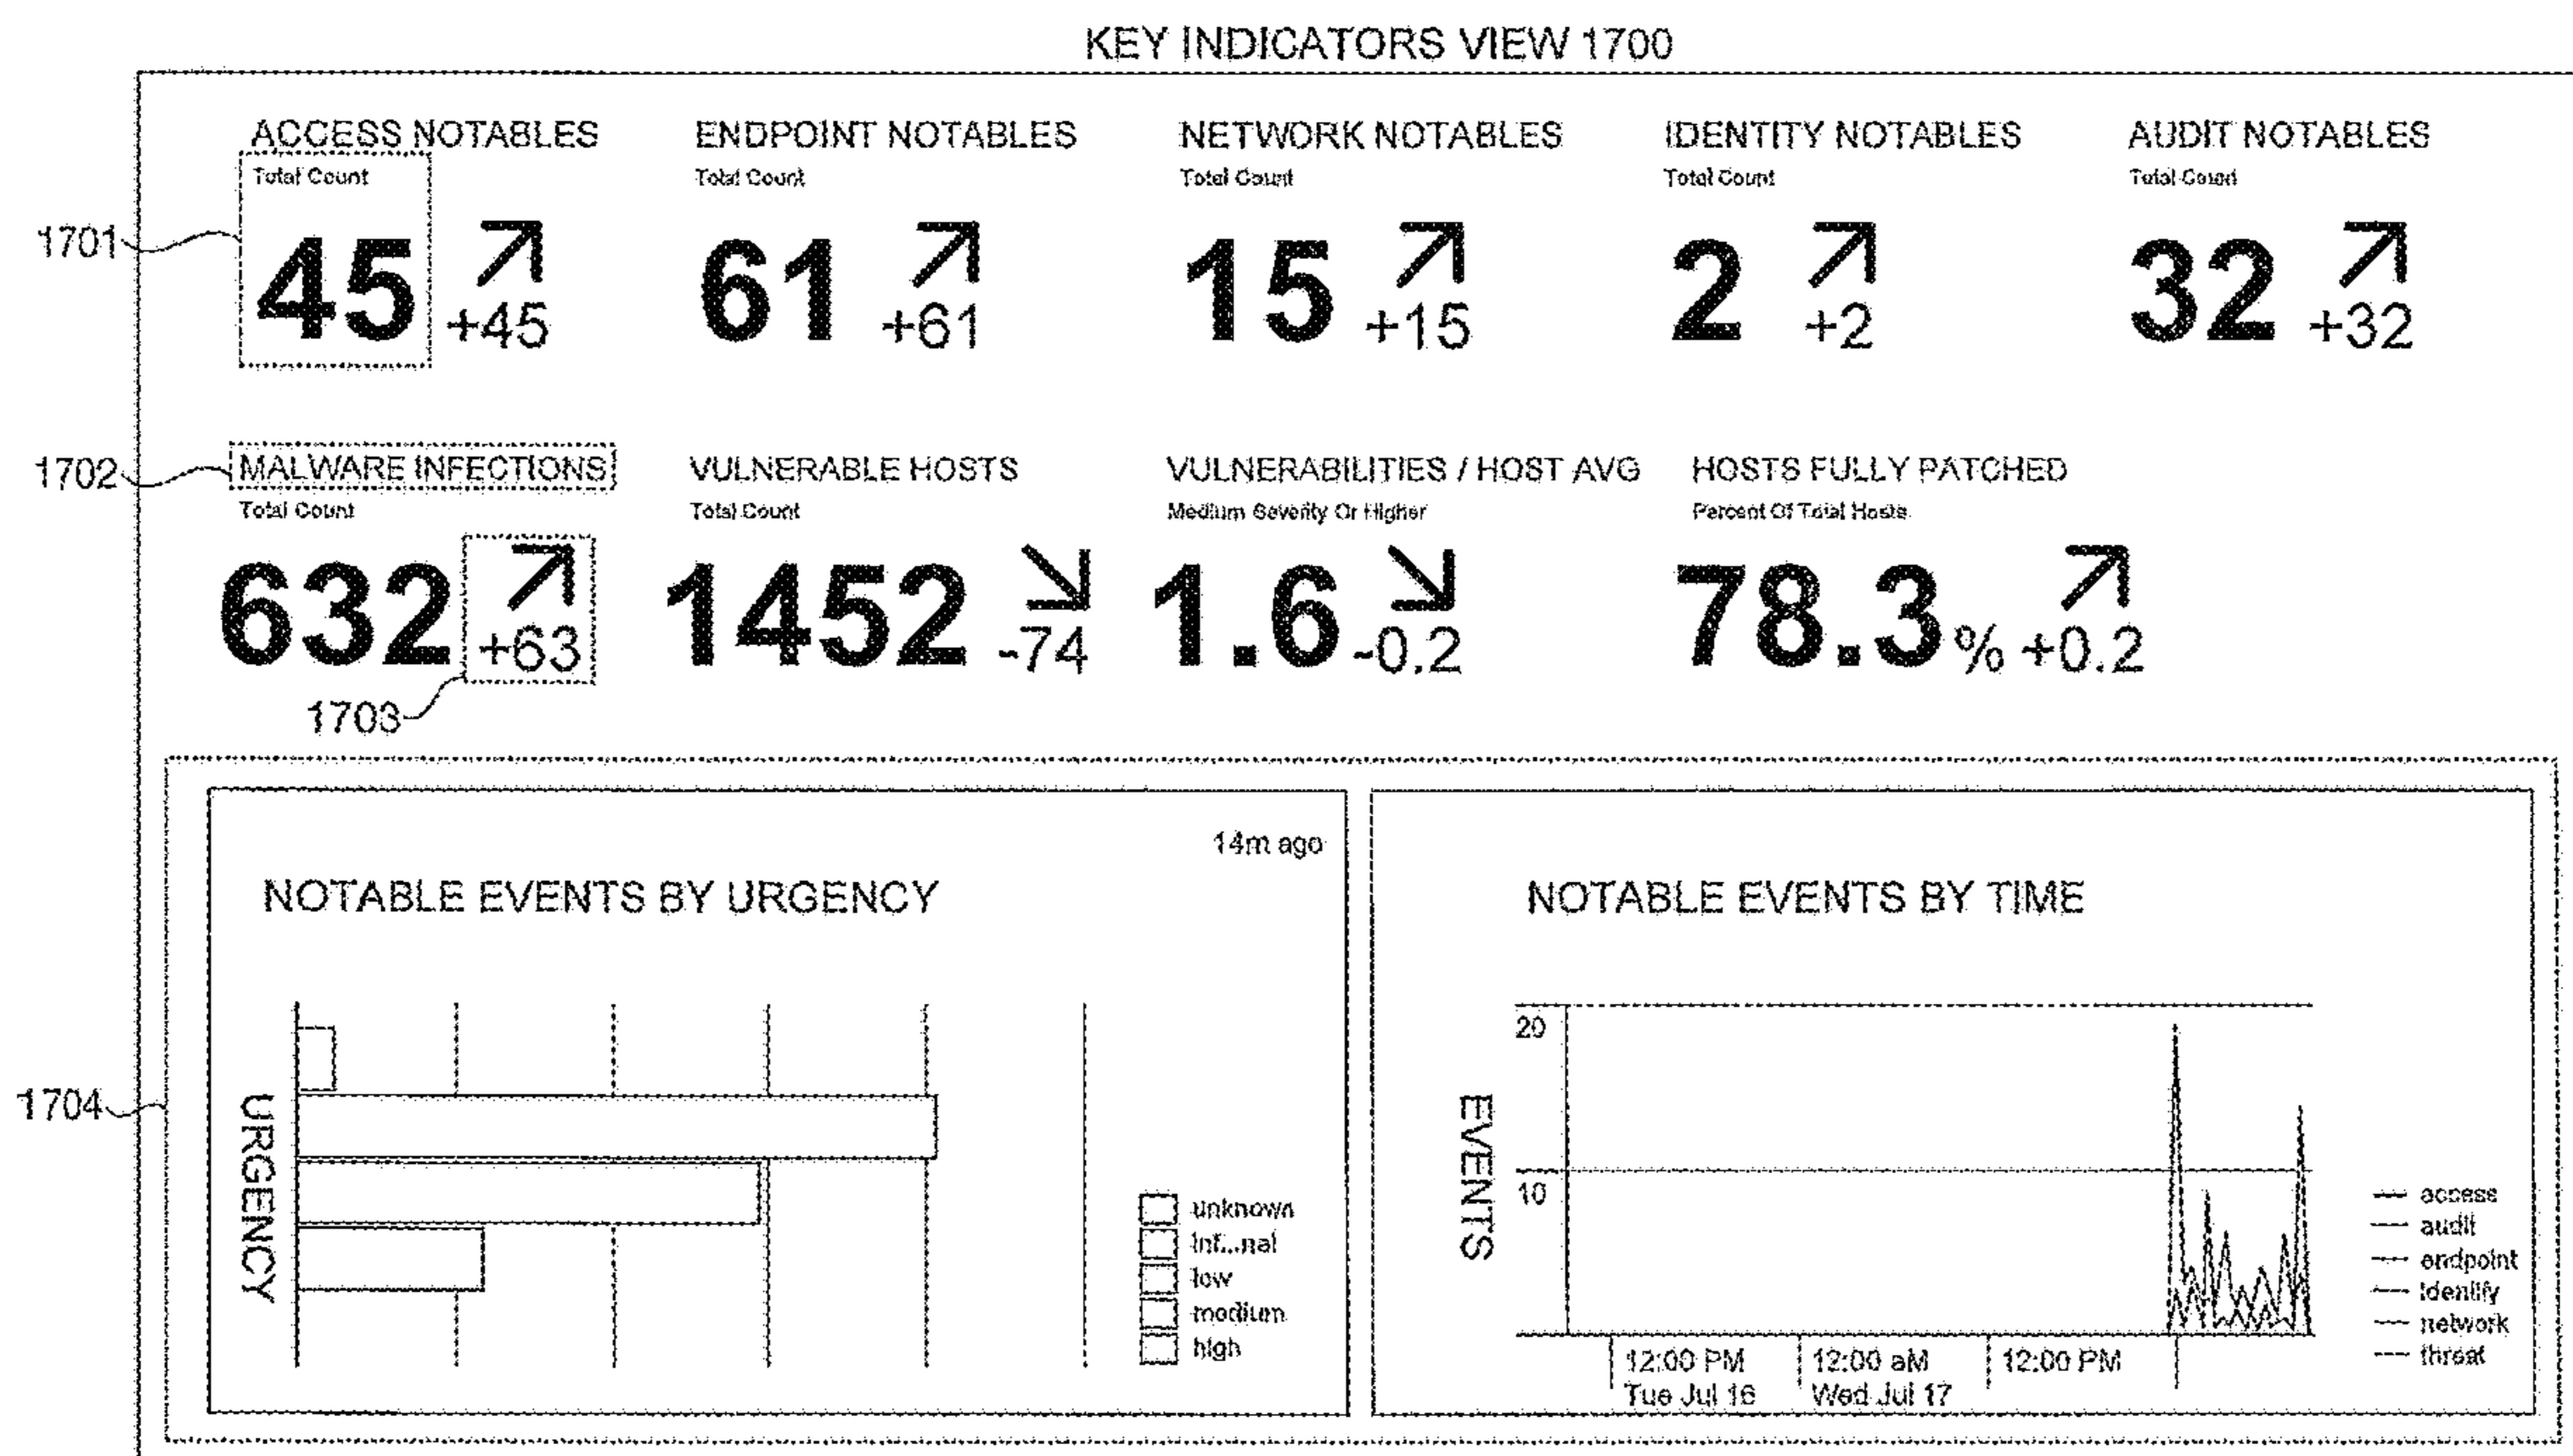 KEY INDICATORS VIEW 1700
ACCESS NOTABLES
Total Count
45
+45
ENDPOINT NOTABLES
Total Count
61
+61
NETWORK NOTABLES
Total Count
15
+15
IDENTITY NOTABLES
Total Count
2
+2
AUDIT NOTABLES
Total Count
32
+32
1701
1702
MALWARE INFECTIONS
Total Count
632
+63
1703
VULNERABLE HOSTS
Total Count
1452
-74
VULNERABILITIES / HOST AVG
Medium Severity Or Higher
1.6
-0.2
HOSTS FULLY PATCHED
Percent Of Total Hosts
78.3%
+0.2
1704
14m ago
NOTABLE EVENTS BY URGENCY
URGENCY
unknown
inf...nal
low
medium
high
NOTABLE EVENTS BY TIME
EVENTS
20
10
12:00 PM
Tue Jul 16
12:00 aM
Wed Jul 17
12:00 PM
access
audit
endpoint
identify
network
threat